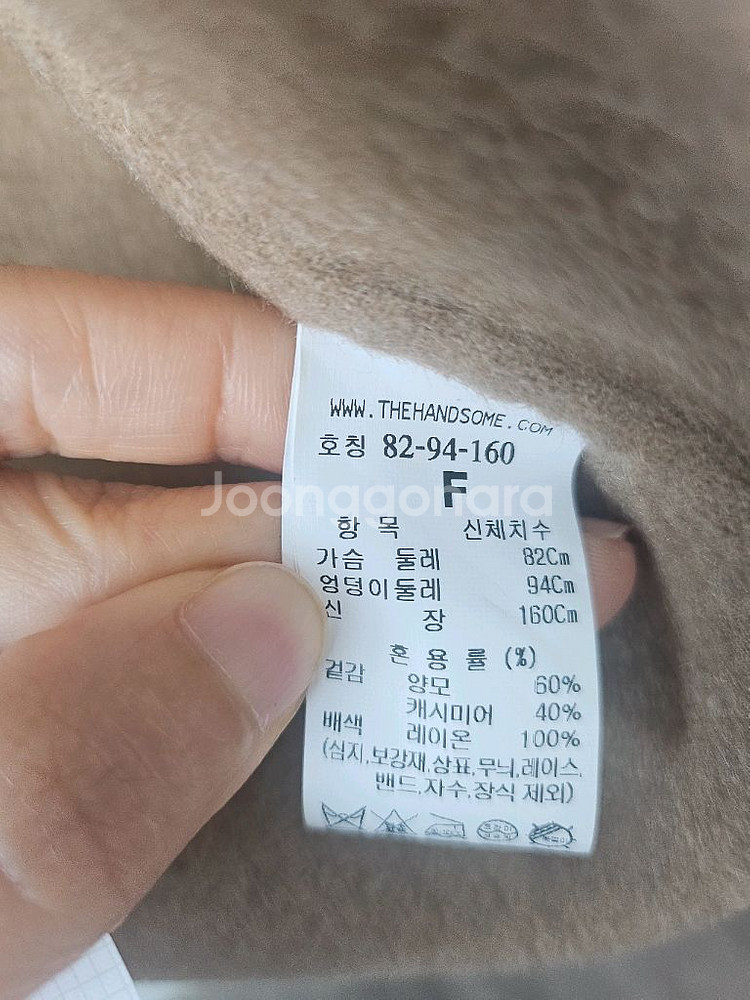 WWW.THEHANDSOME.COM
호칭 82-94-160
F
Joonggonara
항 목 신체치수
가슴 둘레 82Cm
엉덩이둘레 94Cm
신 장 160Cm
혼 용 률 (%)
겉감 양모 60%
캐시미어 40%
배색 레이온 100%
(심지,보강재,상표,무늬,레이스,
밴드,자수,장식 제외)